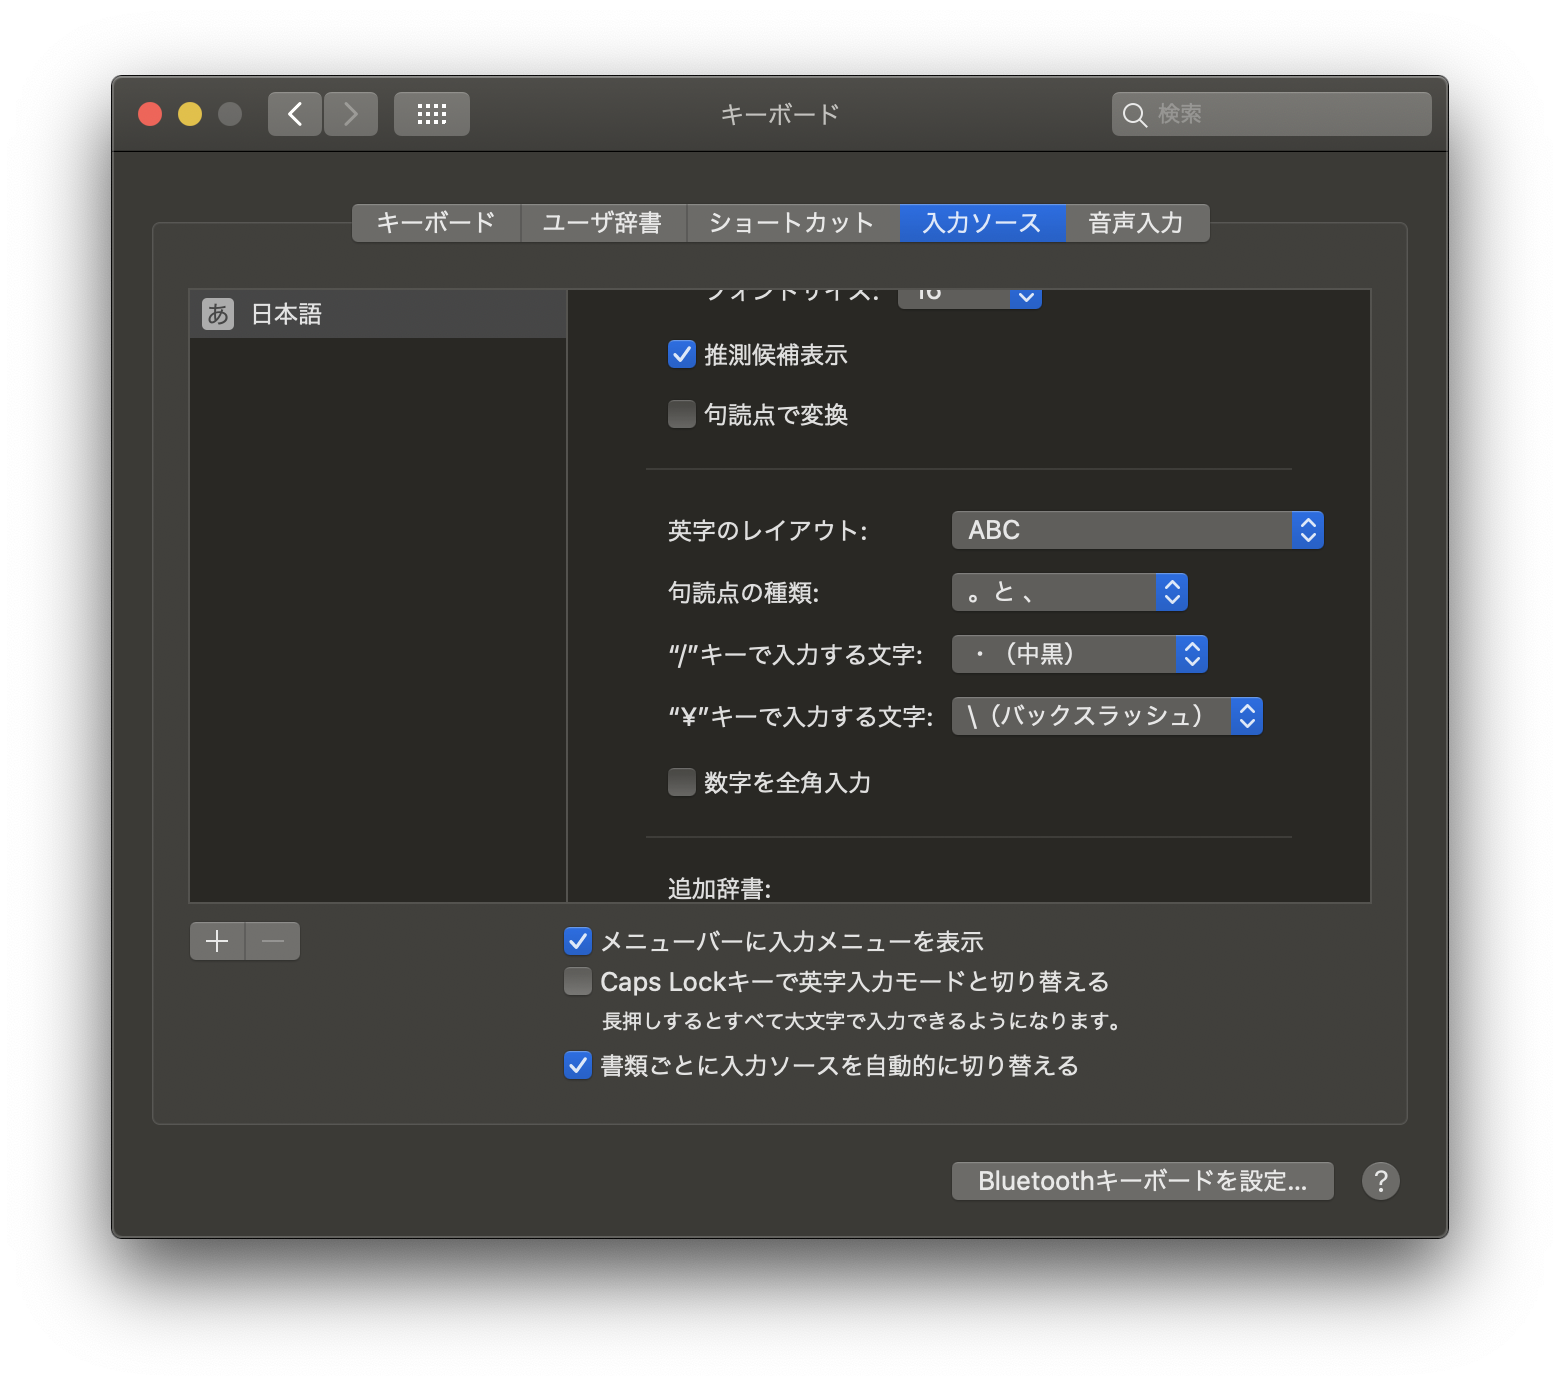 キーボード
検索
キーボード ユーザ辞書 ショートカット 入力ソース 音声入力
あ 日本語
フォントサイズ: 16
推測候補表示
句読点で変換
英字のレイアウト: ABC
句読点の種類: 。と、
“/”キーで入力する文字: ・（中黒）
“¥”キーで入力する文字: \（バックスラッシュ）
数字を全角入力
追加辞書:
メニューバーに入力メニューを表示
Caps Lockキーで英字入力モードと切り替える
長押しするとすべて大文字で入力できるようになります。
書類ごとに入力ソースを自動的に切り替える
Bluetoothキーボードを設定... ?